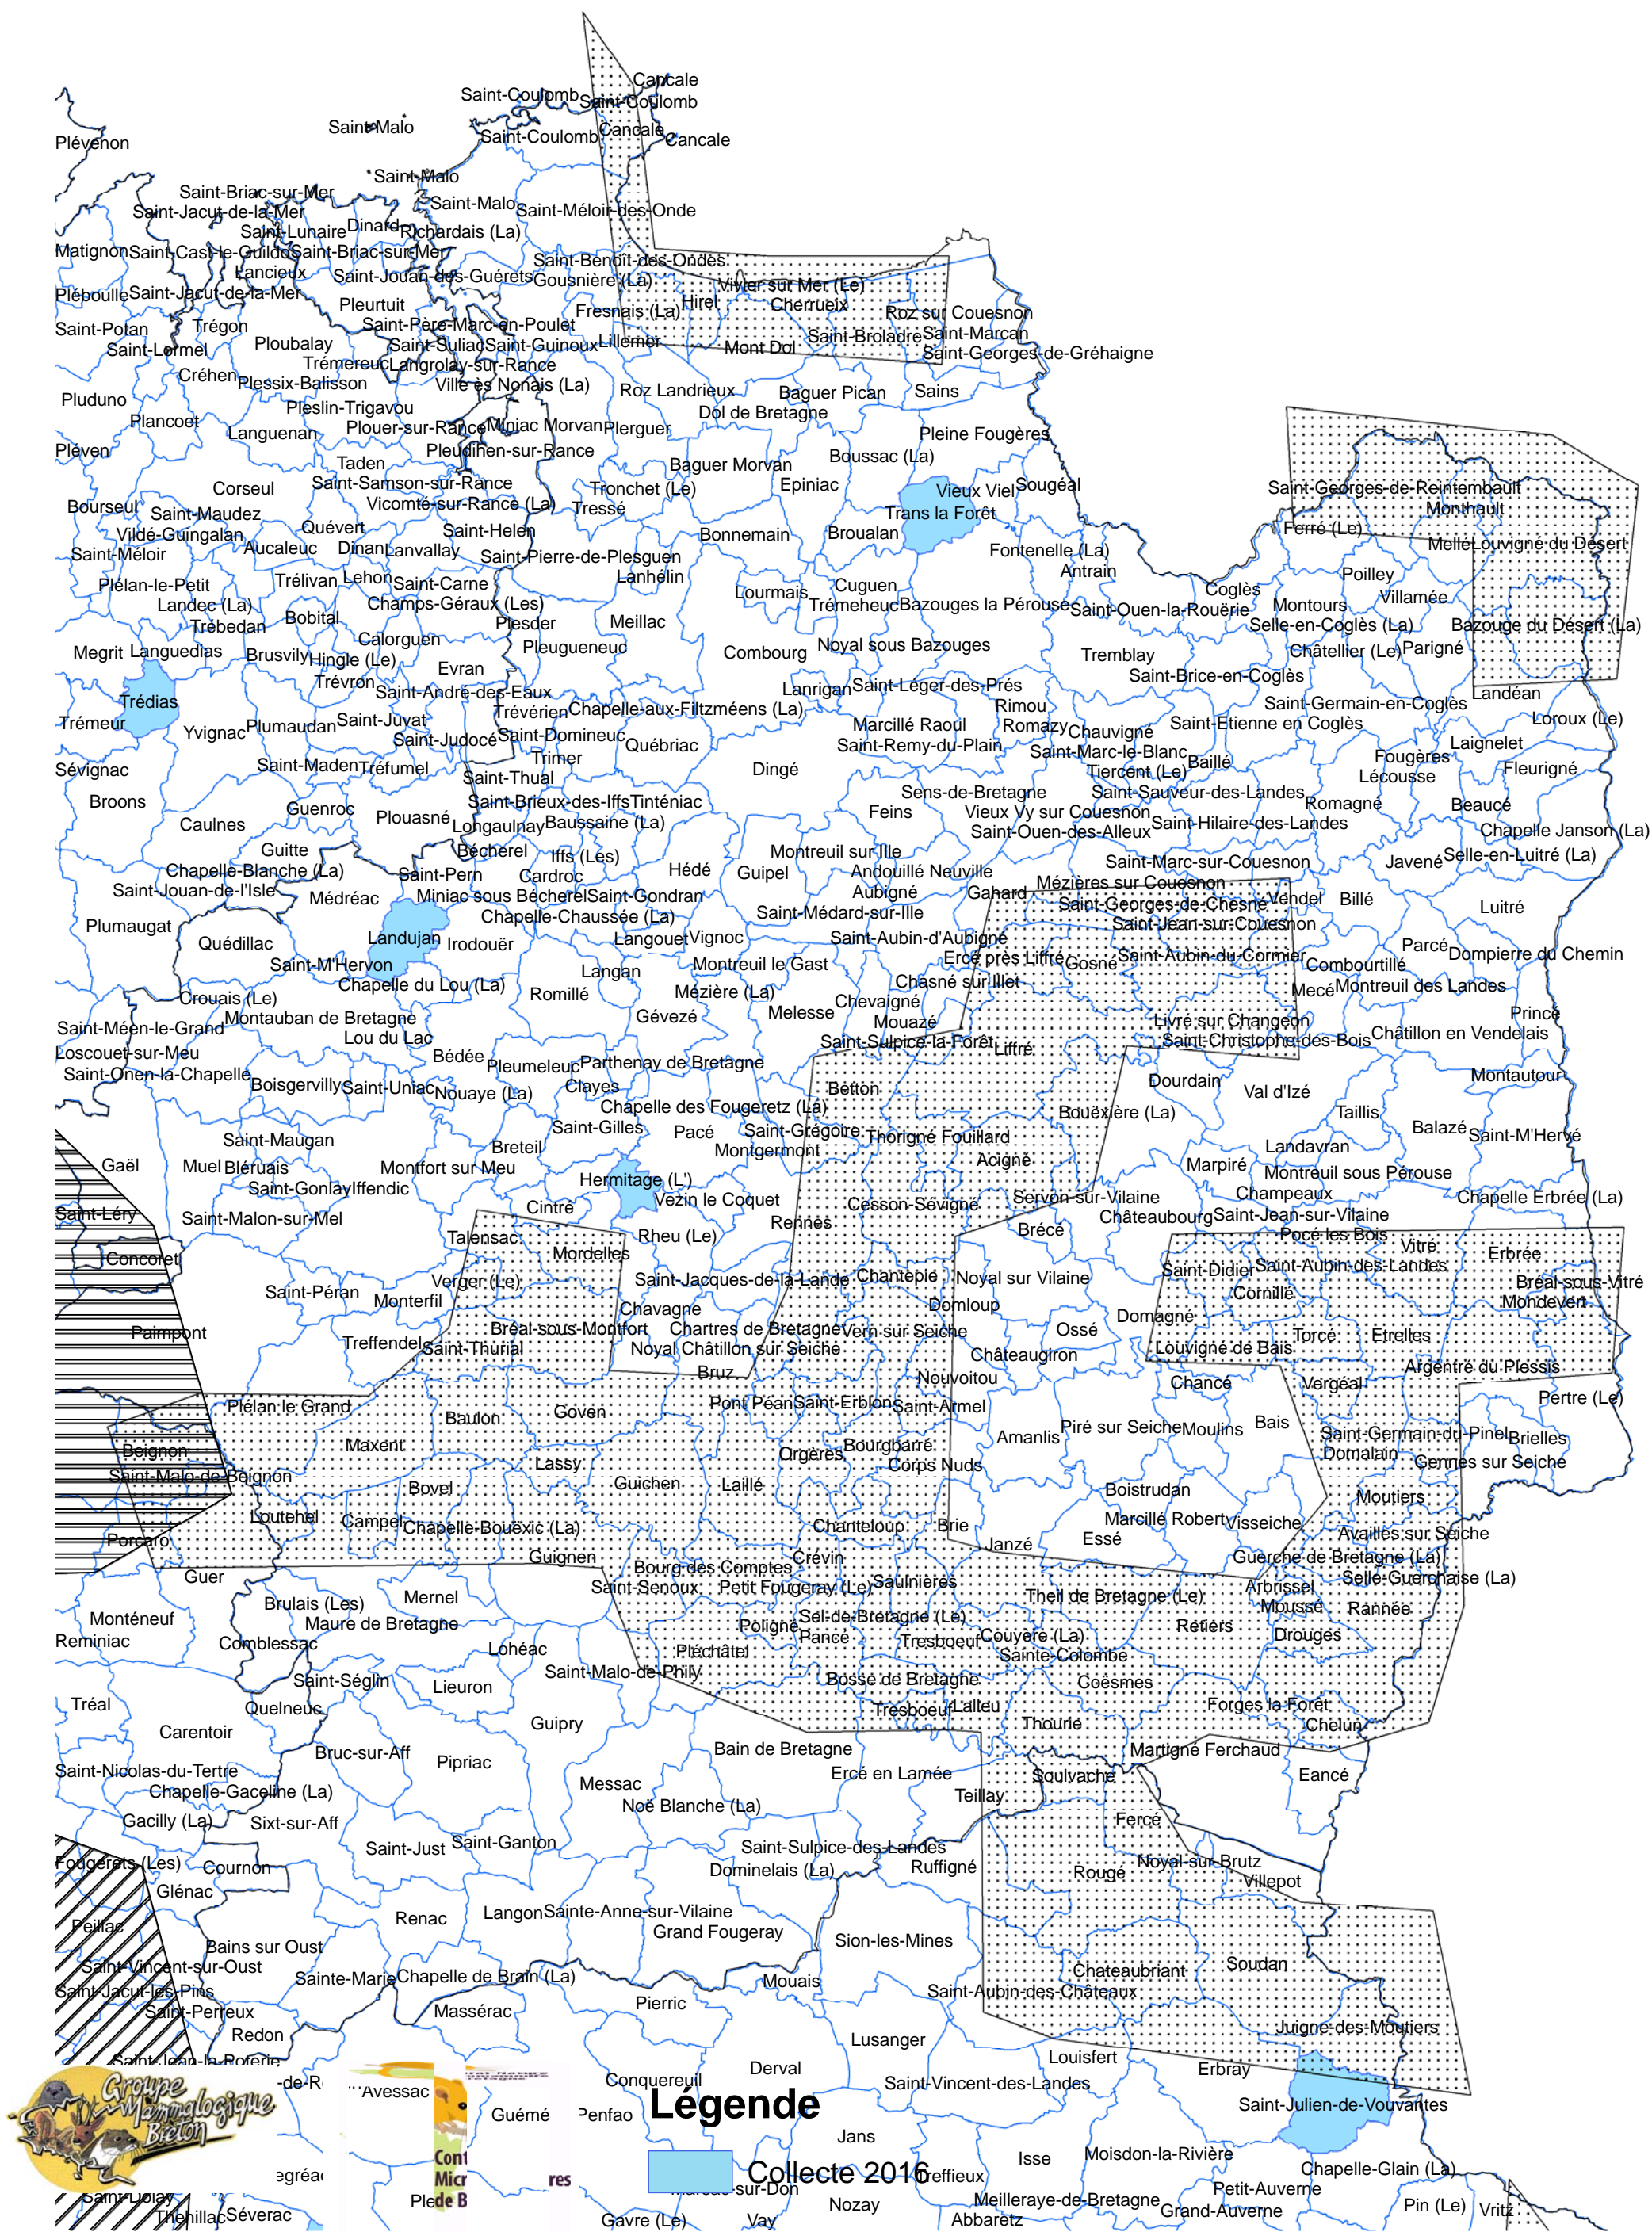 Cancale
Saint-Coulomb
Saint-Coulomb
Saint-Malo
Cancale
Saint-Coulomb
Cancale
Plévenon
Saint-Malo
Saint-Briac-sur-Mer
Saint-Malo
Saint-Jacut-de-la-Mer
Saint-Méloir-des-Onde
Saint-Lunaire
Dinard
Richardais (La)
Matignon
Saint-Cast-le-Guildo
Saint-Briac-sur-Mer
Saint-Benoît-des-Ondes
Lancieux
Saint-Jouan-des-Guérets
Gousnière (La)
Vivier sur Mer (Le)
Pléboulle
Saint-Jacut-de-la-Mer
Pleurtuit
Hirel
Cherrueix
Fresnais (La)
Roz sur Couesnon
Saint-Potan
Trégon
Saint-Père-Marc-en-Poulet
Saint-Broladre
Saint-Marcan
Saint-Lormel
Ploubalay
Saint-Suliac
Saint-Guinoux
Lillemer
Mont Dol
Saint-Georges-de-Gréhaigne
Trémereuc
Langrolay-sur-Rance
Créhen
Plessix-Balisson
Ville ès Nonais (La)
Roz Landrieux
Baguer Pican
Sains
Pluduno
Pleslin-Trigavou
Dol de Bretagne
Plancoet
Languenan
Plouer-sur-Rance
Miniac Morvan
Plerguer
Pleine Fougères
Pléven
Pleudihen-sur-Rance
Boussac (La)
Taden
Baguer Morvan
Corseul
Saint-Samson-sur-Rance
Tronchet (Le)
Epiniac
Vieux Viel
Sougéal
Saint-Georges-de-Reintembault
Bourseul
Saint-Maudez
Vicomté-sur-Rance (La)
Tressé
Trans la Forêt
Monthault
Vildé-Guingalan
Quévert
Saint-Helen
Bonnemain
Broualan
Ferré (Le)
Saint-Méloir
Aucaleuc
Dinan
Lanvallay
Saint-Pierre-de-Plesguen
Fontenelle (La)
Mellé
Louvigné du Désert
Plélan-le-Petit
Trélivan
Lehon
Saint-Carne
Lanhélin
Cuguen
Antrain
Poilley
Landec (La)
Champs-Géraux (Les)
Lourmais
Trémeheuc
Bazouges la Pérouse
Saint-Ouen-la-Rouërie
Coglès
Montours
Villamée
Trébedan
Bobital
Plesder
Meillac
Selle-en-Coglès (La)
Bazouge du Désert (La)
Megrit
Languedias
Brusvily
Calorguen
Hingle (Le)
Pleugueneuc
Combourg
Noyal sous Bazouges
Tremblay
Châtellier (Le)
Parigné
Evran
Saint-Brice-en-Coglès
Trédias
Trévron
Saint-André-des-Eaux
Lanrigan
Saint-Léger-des-Prés
Landéan
Trémeur
Trévérien
Chapelle-aux-Filtzméens (La)
Rimou
Saint-Germain-en-Coglès
Yvignac
Plumaudan
Saint-Juvat
Marcillé Raoul
Romazy
Chauvigné
Saint-Etienne en Coglès
Loroux (Le)
Saint-Judocé
Saint-Domineuc
Québriac
Saint-Remy-du-Plain
Saint-Marc-le-Blanc
Laignelet
Sévignac
Saint-Maden
Tréfumel
Trimer
Dingé
Tiercent (Le)
Baillé
Fougères
Fleurigné
Saint-Thual
Lécousse
Broons
Guenroc
Saint-Brieux-des-Iffs
Tinténiac
Sens-de-Bretagne
Saint-Sauveur-des-Landes
Romagné
Beaucé
Caulnes
Plouasné
Longaulnay
Baussaine (La)
Feins
Vieux Vy sur Couesnon
Saint-Ouen-des-Alleux
Saint-Hilaire-des-Landes
Chapelle Janson (La)
Guitte
Bécherel
Iffs (Les)
Montreuil sur Ille
Chapelle-Blanche (La)
Saint-Pern
Cardroc
Hédé
Guipel
Andouillé Neuville
Saint-Marc-sur-Couesnon
Javené
Selle-en-Luitré (La)
Saint-Jouan-de-l'Isle
Médréac
Miniac sous Bécherel
Saint-Gondran
Aubigné
Gahard
Mézières sur Couesnon
Saint-Georges-de-Chesné
Vendel
Billé
Luitré
Plumaugat
Chapelle-Chaussée (La)
Saint-Médard-sur-Ille
Saint-Jean-sur-Couesnon
Quédillac
Landujan
Irodouër
Langouet
Vignoc
Saint-Aubin-d'Aubigné
Parcé
Saint-M'Hervon
Langan
Montreuil le Gast
Ercé près Liffré
Gosné
Saint-Aubin-du-Cormier
Combourtillé
Dompierre du Chemin
Crouais (Le)
Chapelle du Lou (La)
Romillé
Mézière (La)
Chasné sur Illet
Mecé
Montreuil des Landes
Chevaigné
Saint-Méen-le-Grand
Montauban de Bretagne
Gévezé
Melesse
Mouazé
Livré sur Changeon
Princé
Lou du Lac
Saint-Sulpice-la-Forêt
Liffré
Saint-Christophe-des-Bois
Châtillon en Vendelais
Loscouet-sur-Meu
Bédée
Pleumeleuc
Parthenay de Bretagne
Saint-Onen-la-Chapelle
Boisgervilly
Saint-Uniac
Nouaye (La)
Clayes
Betton
Dourdain
Val d'Izé
Montautour
Chapelle des Fougeretz (La)
Bouëxière (La)
Taillis
Saint-Maugan
Saint-Gilles
Pacé
Saint-Grégoire
Thorigné Fouillard
Balazé
Saint-M'Hervé
Breteil
Montgermont
Landavran
Gaël
Muel
Bléruais
Montfort sur Meu
Acigné
Marpiré
Montreuil sous Pérouse
Saint-Gonlay
Iffendic
Hermitage (L')
Vezin le Coquet
Cesson-Sévigné
Servon-sur-Vilaine
Champeaux
Chapelle Erbrée (La)
Saint-Léry
Saint-Malon-sur-Mel
Cintré
Rennes
Châteaubourg
Saint-Jean-sur-Vilaine
Talensac
Rheu (Le)
Brécé
Pocé les Bois
Vitré
Concoret
Mordelles
Saint-Didier
Saint-Aubin-des-Landes
Erbrée
Saint-Péran
Verger (Le)
Saint-Jacques-de-la-Lande
Chantepie
Noyal sur Vilaine
Cornillé
Bréal-sous-Vitré
Monterfil
Chavagne
Domloup
Domagné
Mondevert
Paimpont
Treffendel
Bréal-sous-Montfort
Chartres de Bretagne
Vern sur Seiche
Ossé
Torcé
Etrelles
Saint-Thurial
Noyal Châtillon sur Seiche
Châteaugiron
Louvigné de Bais
Bruz
Nouvoitou
Chancé
Vergéal
Argentré du Plessis
Plélan le Grand
Baulon
Goven
Pont Péan
Saint-Erblon
Saint-Armel
Pertre (Le)
Maxent
Orgères
Bourgbarré
Amanlis
Piré sur Seiche
Moulins
Bais
Saint-Germain-du-Pinel
Brielles
Beignon
Lassy
Corps Nuds
Domalain
Gennes sur Seiche
Saint-Malo-de-Beignon
Bovel
Guichen
Laillé
Boistrudan
Moutiers
Loutehel
Campel
Chapelle-Bouëxic (La)
Chanteloup
Brie
Marcillé Robert
Visseiche
Availles sur Seiche
Porcaro
Guignen
Crévin
Janzé
Essé
Guerche de Bretagne (La)
Guer
Bourg des Comptes
Saint-Senoux
Petit Fougeray (Le)
Saulnières
Theil de Bretagne (Le)
Arbrissel
Selle-Guerchaise (La)
Monténeuf
Brulais (Les)
Mernel
Moussé
Rannée
Reminiac
Maure de Bretagne
Poligné
Sel-de-Bretagne (Le)
Pancé
Retiers
Drouges
Comblessac
Lohéac
Pléchâtel
Tresboeuf
Couyère (La)
Sainte-Colombe
Saint-Séglin
Lieuron
Saint-Malo-de-Phily
Bosse de Bretagne
Coësmes
Tréal
Quelneuc
Guipry
Tresboeuf
Lalleu
Thourie
Forges la Forêt
Carentoir
Chelun
Bruc-sur-Aff
Pipriac
Bain de Bretagne
Martigné Ferchaud
Saint-Nicolas-du-Tertre
Messac
Ercé en Lamée
Soulvache
Eancé
Chapelle-Gaceline (La)
Noë Blanche (La)
Teillay
Gacilly (La)
Sixt-sur-Aff
Fercé
Saint-Just
Saint-Ganton
Saint-Sulpice-des-Landes
Fougerets (Les)
Cournon
Dominelais (La)
Ruffigné
Rougé
Noyal-sur-Brutz
Villepot
Glénac
Peillac
Renac
Langon
Sainte-Anne-sur-Vilaine
Grand Fougeray
Sion-les-Mines
Bains sur Oust
Saint-Vincent-sur-Oust
Sainte-Marie
Chapelle de Brain (La)
Mouais
Chateaubriant
Soudan
Saint-Jacut-les-Pins
Saint-Aubin-des-Châteaux
Saint-Perreux
Massérac
Pierric
Redon
Lusanger
Juigné-des-Moutiers
Saint-Jean-la-Poterie
Louisfert
Groupe
Mammalogique
Breton
-de-R
Avessac
Conquereuil
Derval
Saint-Vincent-des-Landes
Erbray
Guémé
Penfao
Légende
Saint-Julien-de-Vouvantes
Jans
Cont
Micr
res
de B
Isse
Moisdon-la-Rivière
Collecte 2016
Treffieux
Chapelle-Glain (La)
egréac
Saint-Dolay
Ple
-sur-Don
Nozay
Meilleraye-de-Bretagne
Petit-Auverne
Grand-Auverne
Pin (Le)
Vritz
Théhillac
Séverac
Gavre (Le)
Vay
Abbaretz